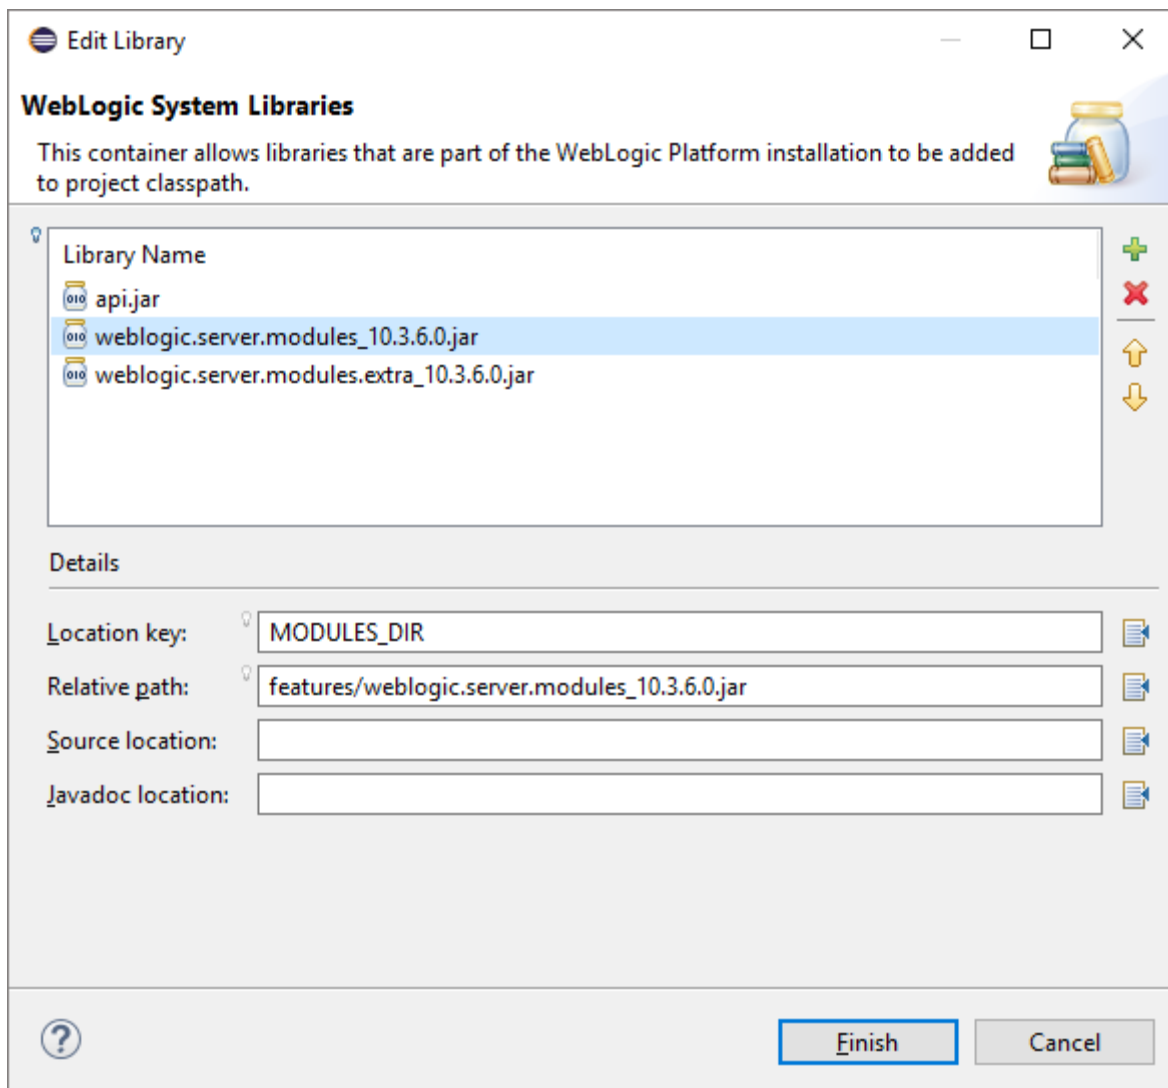 Edit Library
WebLogic System Libraries
This container allows libraries that are part of the WebLogic Platform installation to be added
to project classpath.
Library Name
api.jar
weblogic.server.modules_10.3.6.0.jar
weblogic.server.modules.extra_10.3.6.0.jar
Details
Location key:
MODULES_DIR
Relative path:
features/weblogic.server.modules_10.3.6.0.jar
Source location:
Javadoc location:
Finish
Cancel